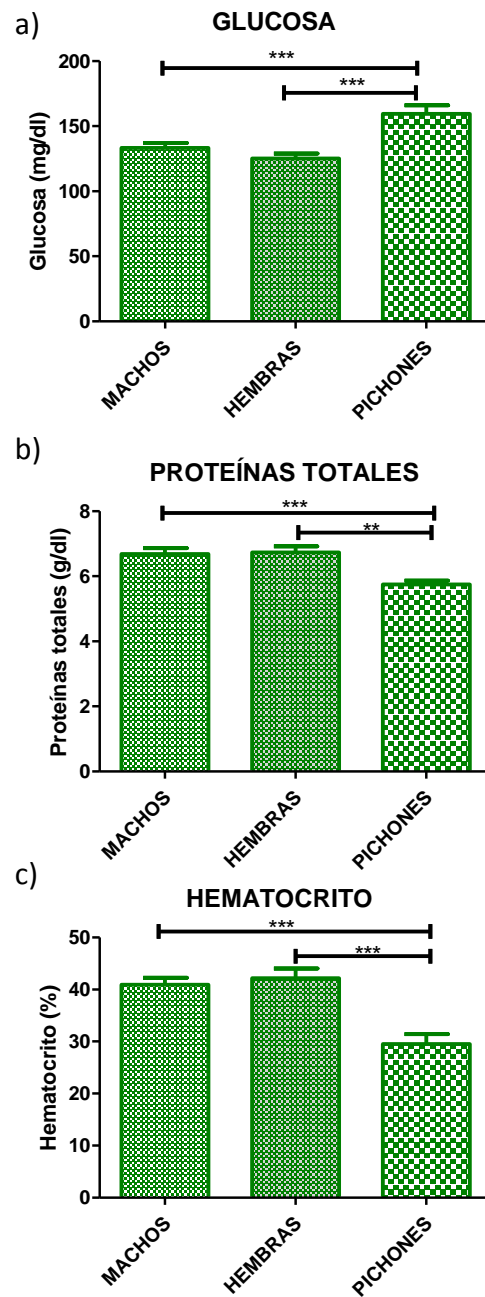 a)
GLUCOSA
***
***
200
150
100
50
0
Glucosa (mg/dl)
MACHOS
HEMBRAS
PICHONES
b)
PROTEÍNAS TOTALES
***
**
8
6
4
2
0
Proteínas totales (g/dl)
MACHOS
HEMBRAS
PICHONES
c)
HEMATOCRITO
***
***
50
40
30
20
10
0
Hematocrito (%)
MACHOS
HEMBRAS
PICHONES